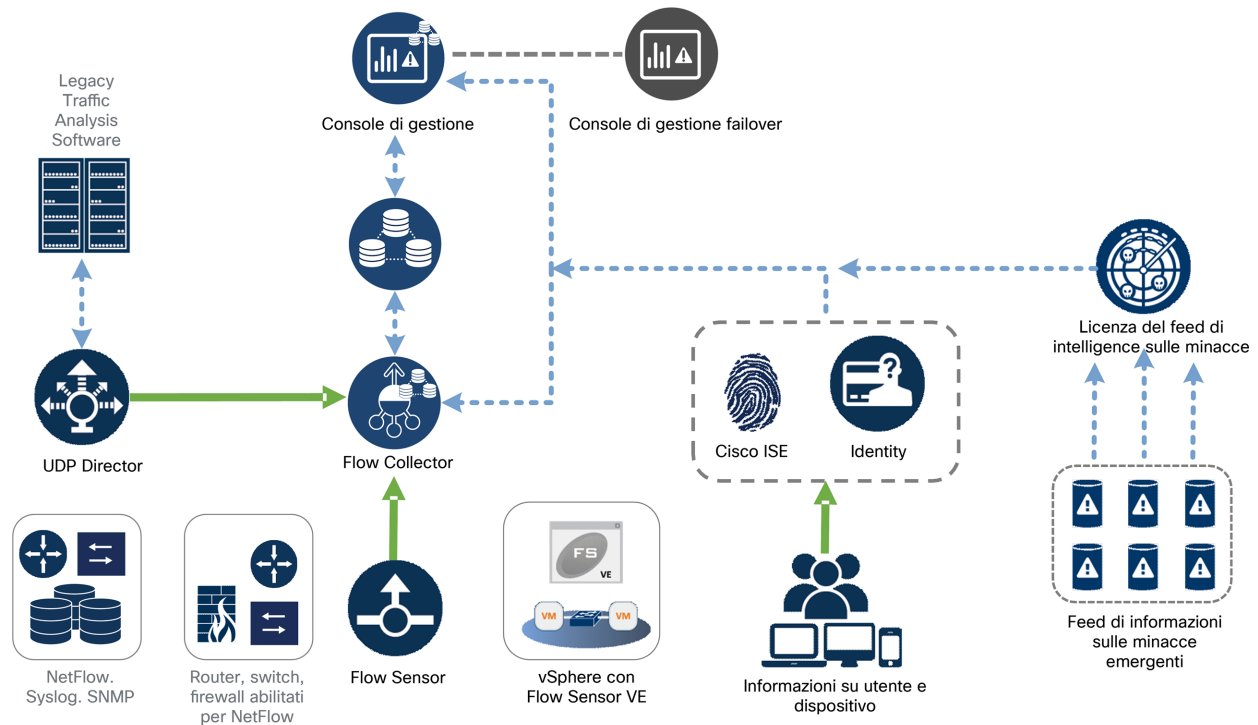 Legacy
Traffic
Analysis
Software
Console di gestione
Console di gestione failover
Licenza del feed di
intelligence sulle minacce
UDP Director
Flow Collector
Cisco ISE
?
Identity
FS
VE
VM
VM
NetFlow.
Syslog. SNMP
Router, switch,
firewall abilitati
per NetFlow
Flow Sensor
vSphere con
Flow Sensor VE
Informazioni su utente e
dispositivo
Feed di informazioni
sulle minacce
emergenti